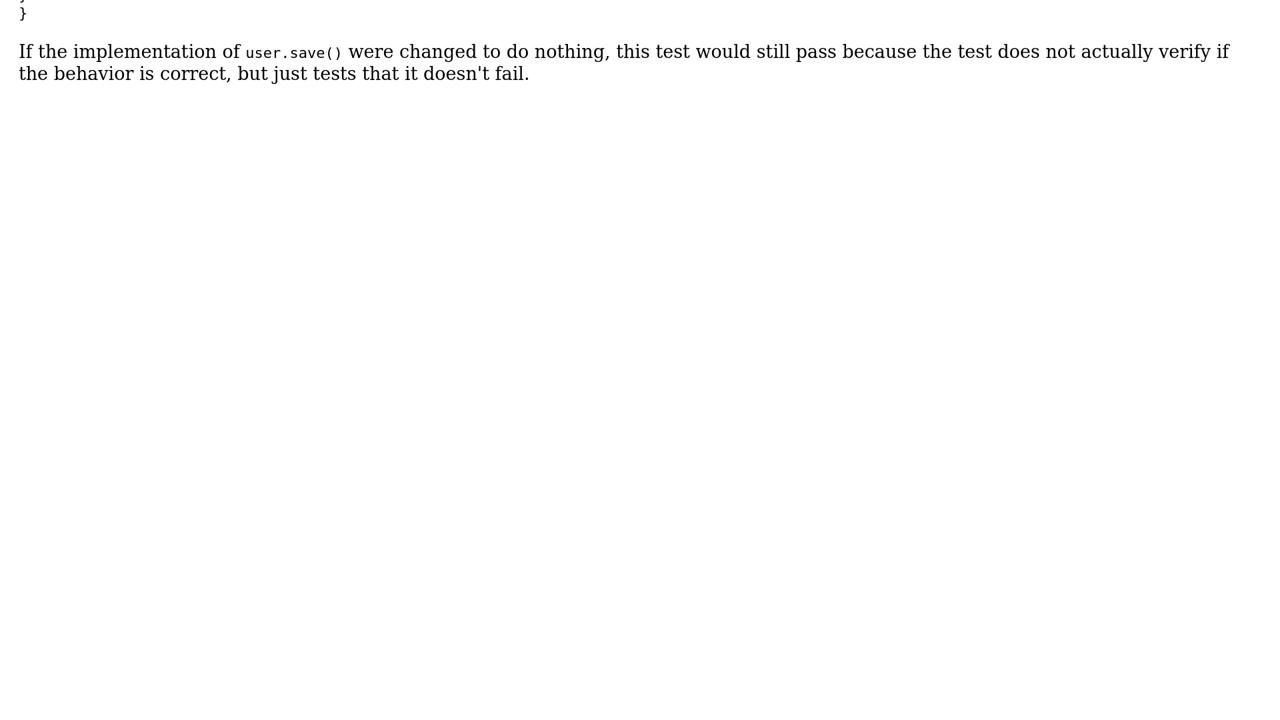 }
If the implementation of user.save() were changed to do nothing, this test would still pass because the test does not actually verify if
the behavior is correct, but just tests that it doesn't fail.